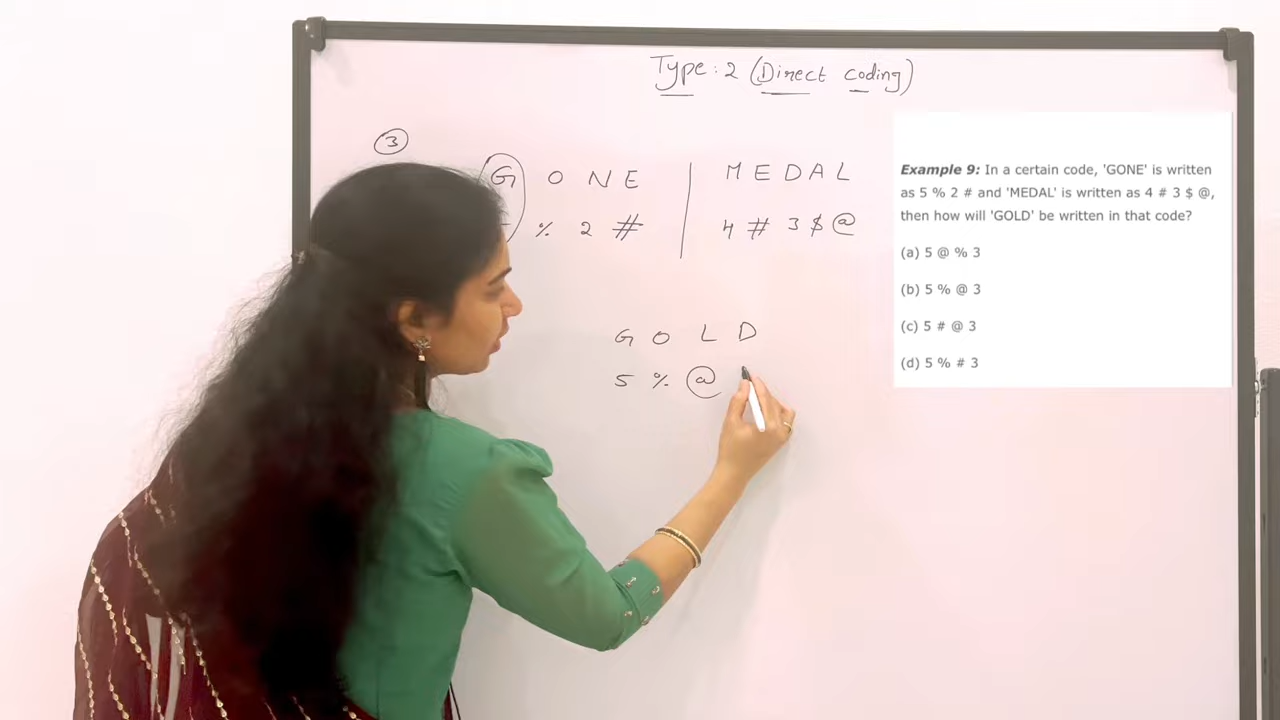 Type: 2 (Direct coding)
3
G O N E | M E D A L
% 2 # | 4 # 3 $ @
G O L D
5 % @
Example 9: In a certain code, 'GONE' is written
as 5 % 2 # and 'MEDAL' is written as 4 # 3 $ @,
then how will 'GOLD' be written in that code?
(a) 5 @ % 3
(b) 5 % @ 3
(c) 5 # @ 3
(d) 5 % # 3